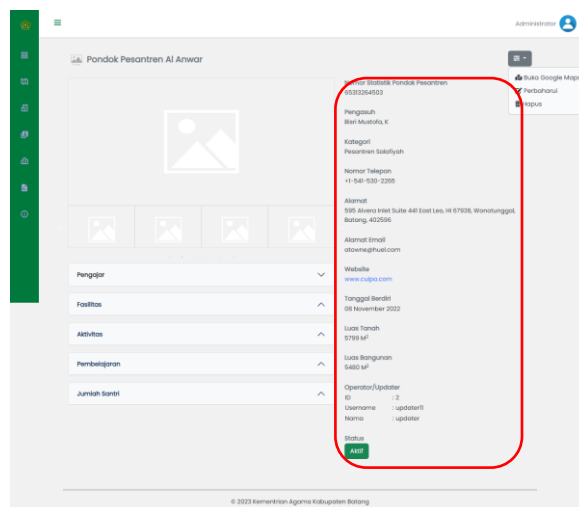 Administrator
Pondok Pesantren Al Anwar
Buka Google Maps
Perbaharui
Hapus
Nomor Statistik Pondok Pesantren
65313264503
Pengasuh
Bisri Mustofa, K
Kategori
Pesantren Salafiyah
Nomor Telepon
+1-541-530-2265
Alamat
595 Alvera Inlet Suite 441 East Leo, HI 67938, Wonotunggal,
Batang, 402596
Alamat Email
atowne@huel.com
Website
www.culpa.com
Tanggal Berdiri
08 November 2022
Luas Tanah
5799 M²
Luas Bangunan
5480 M²
Operator/Updater
ID : 2
Username : updater11
Nama : updater
Status
Aktif
Pengajar
Fasilitas
Aktivitas
Pembelajaran
Jumlah Santri
© 2023 Kementrian Agama Kabupaten Batang